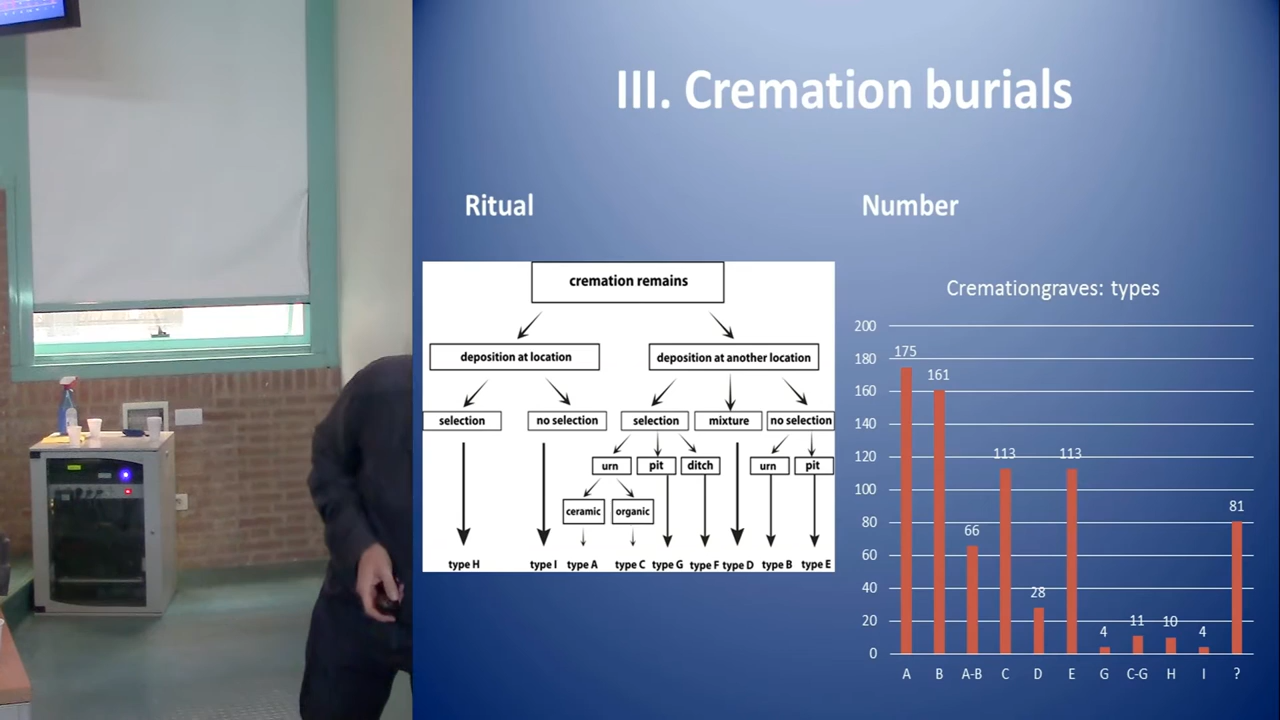 III. Cremation burials
Ritual
cremation remains
deposition at location
deposition at another location
selection
no selection
selection
mixture
no selection
urn
pit
ditch
urn
pit
ceramic
organic
type H
type I
type A
type C
type G
type F
type D
type B
type E
Number
Cremationgraves: types
200
180
160
140
120
100
80
60
40
20
0
175
161
66
113
28
113
4
11
10
4
81
A
B
A-B
C
D
E
G
C-G
H
I
?